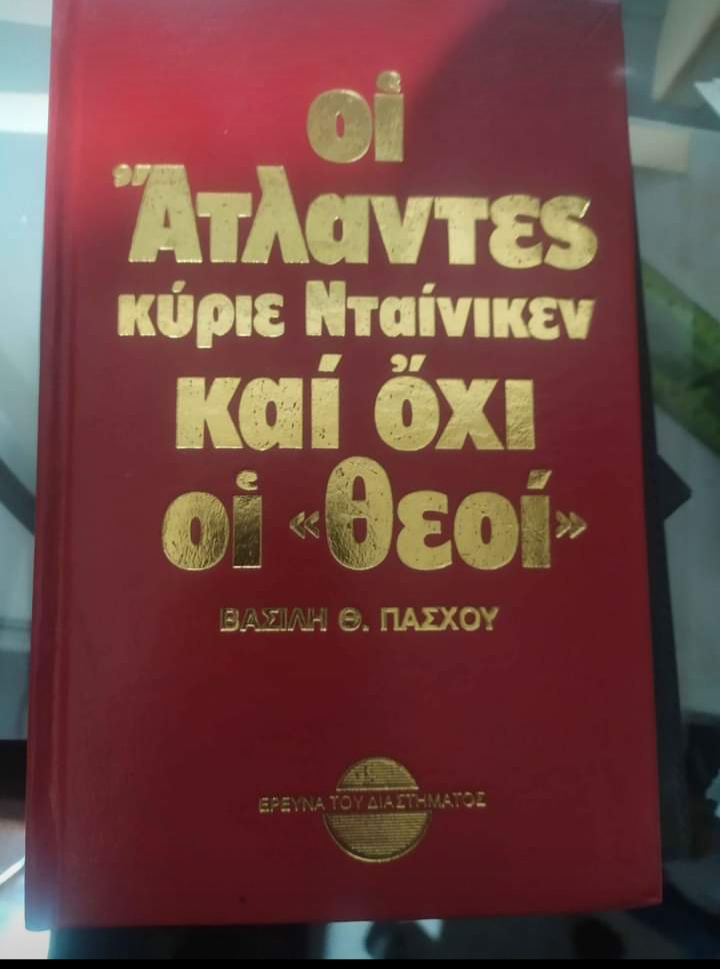 οἱ
Ἄτλαντες
κύριε Νταίνικεν
καί ὄχι
οἱ «θεοί»
ΒΑΣΙΛΗ Θ. ΠΑΣΧΟΥ
ΕΡΕΥΝΑ ΤΟΥ ΔΙΑΣΤΗΜΑΤΟΣ